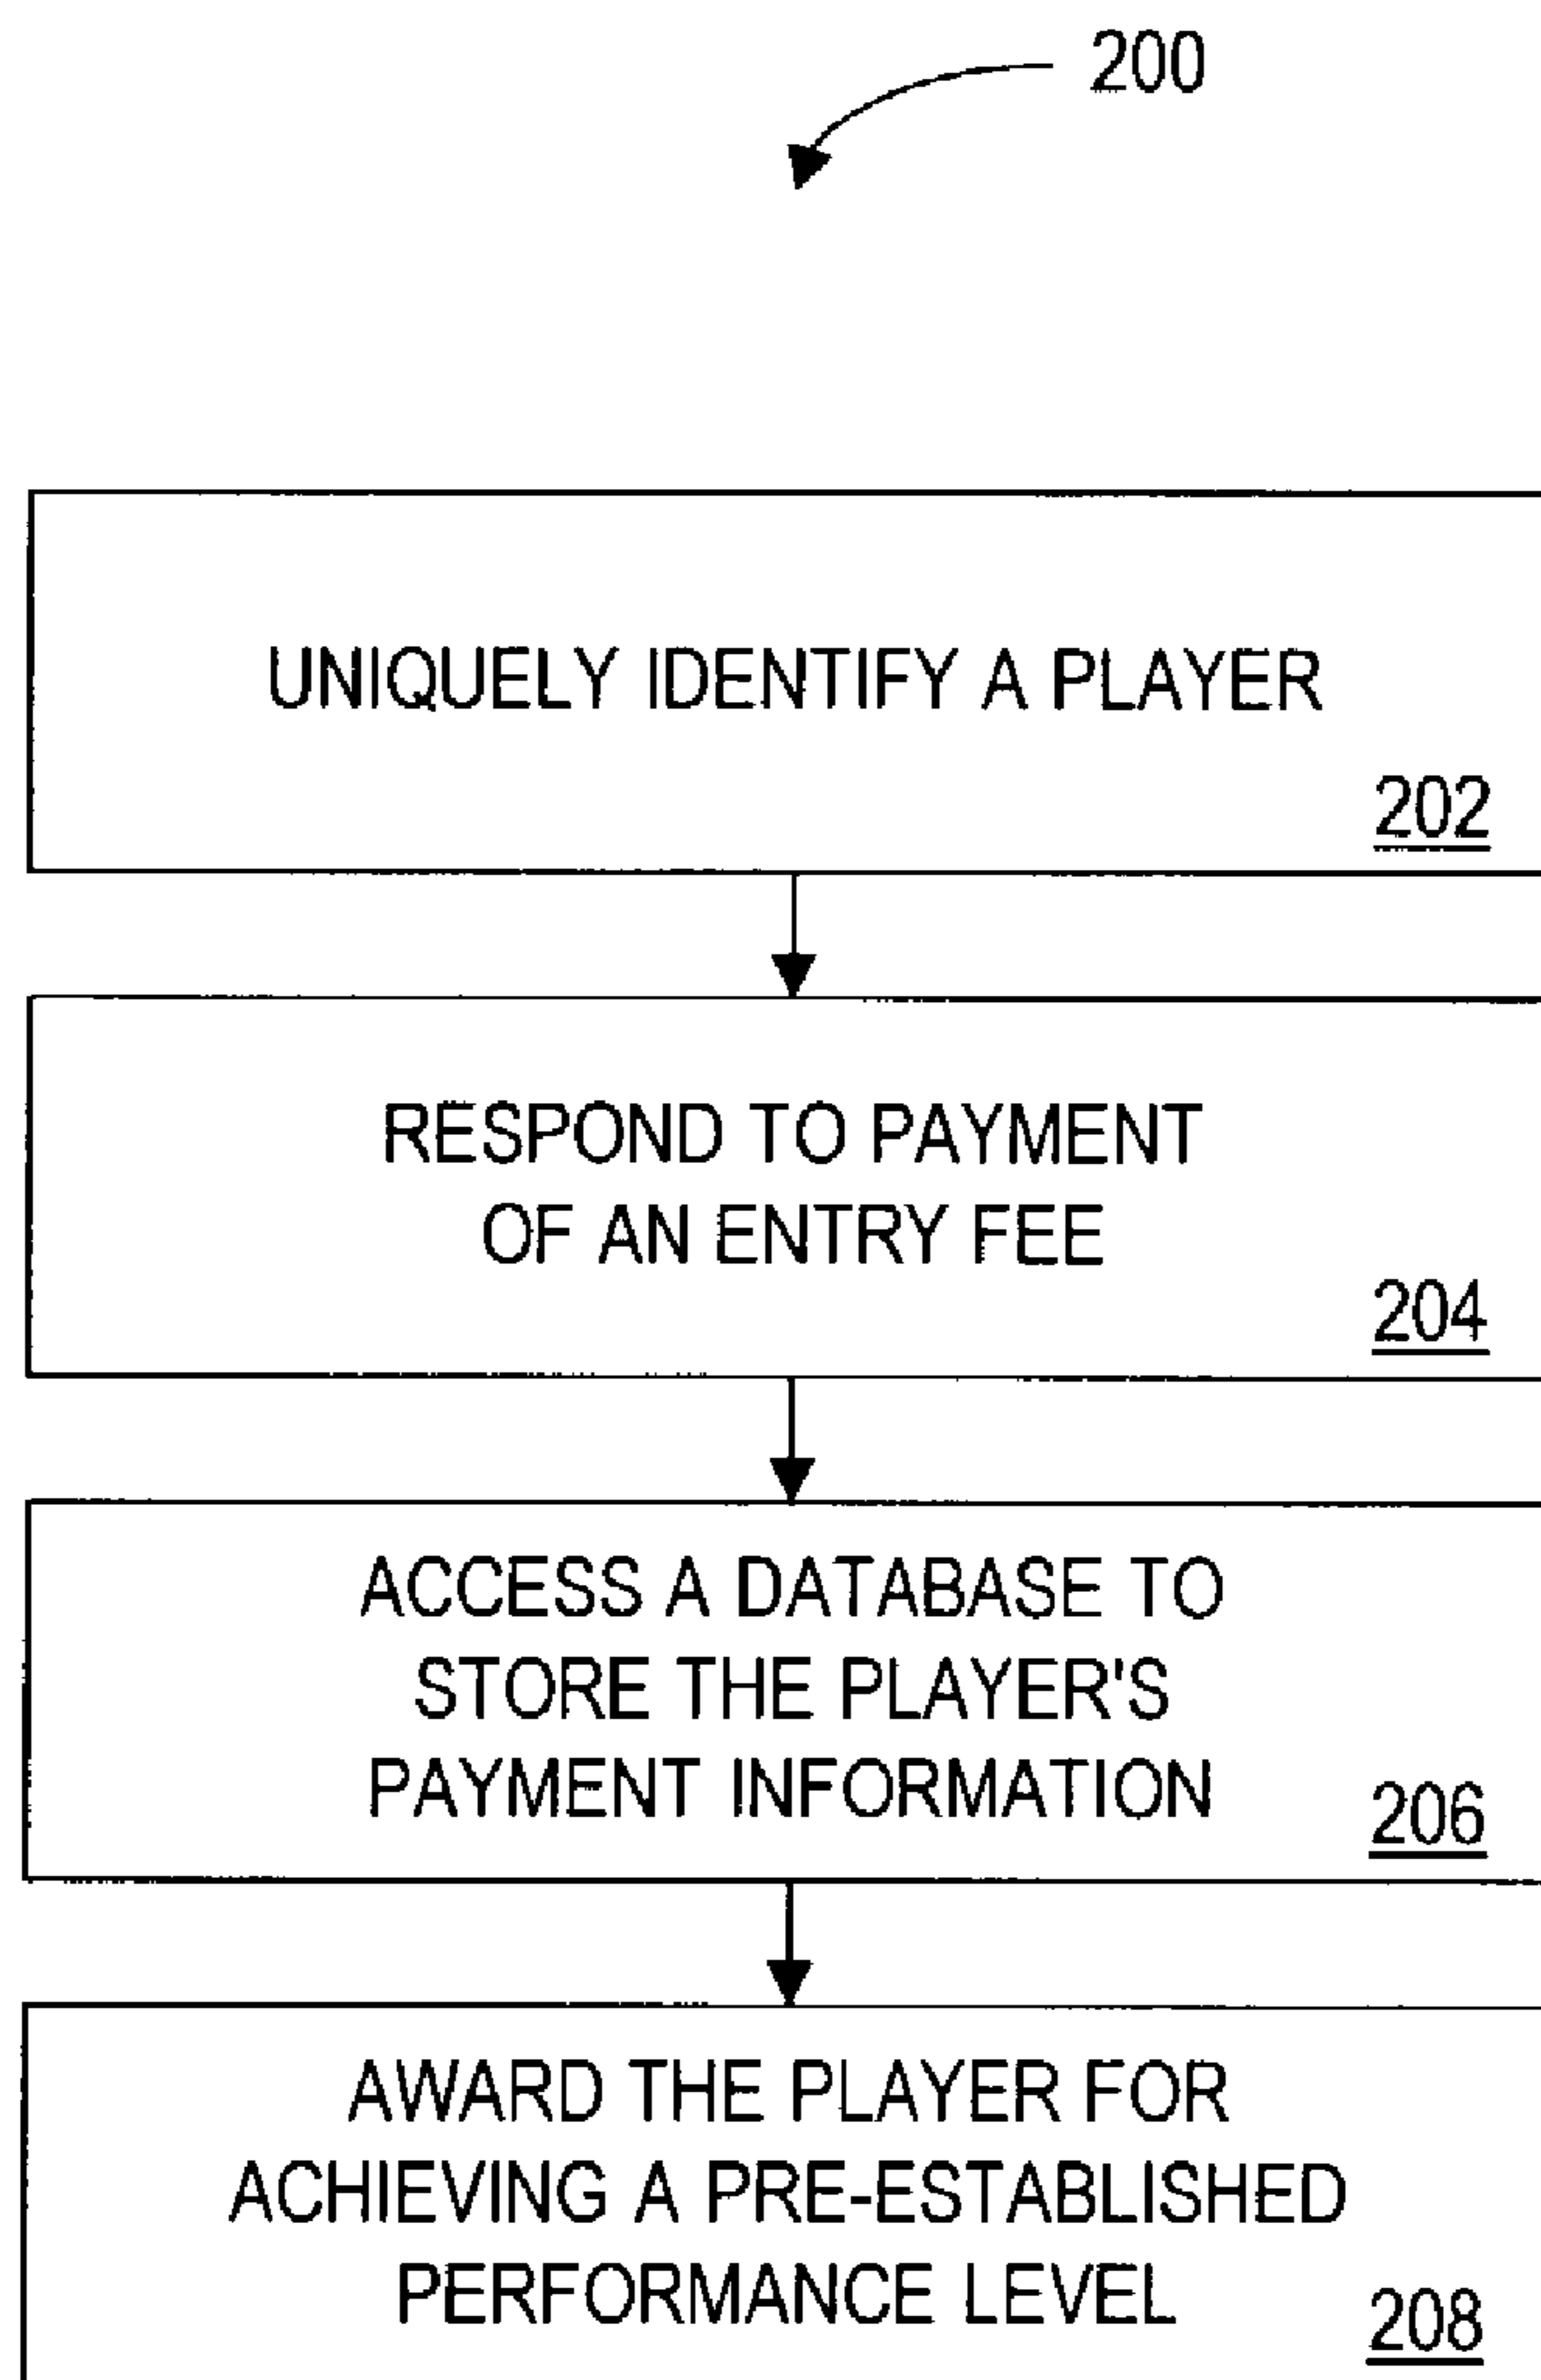 200
UNIQUELY IDENTIFY A PLAYER
202
RESPOND TO PAYMENT
OF AN ENTRY FEE
204
ACCESS A DATABASE TO
STORE THE PLAYER'S
PAYMENT INFORMATION
206
AWARD THE PLAYER FOR
ACHIEVING A PRE-ESTABLISHED
PERFORMANCE LEVEL
208